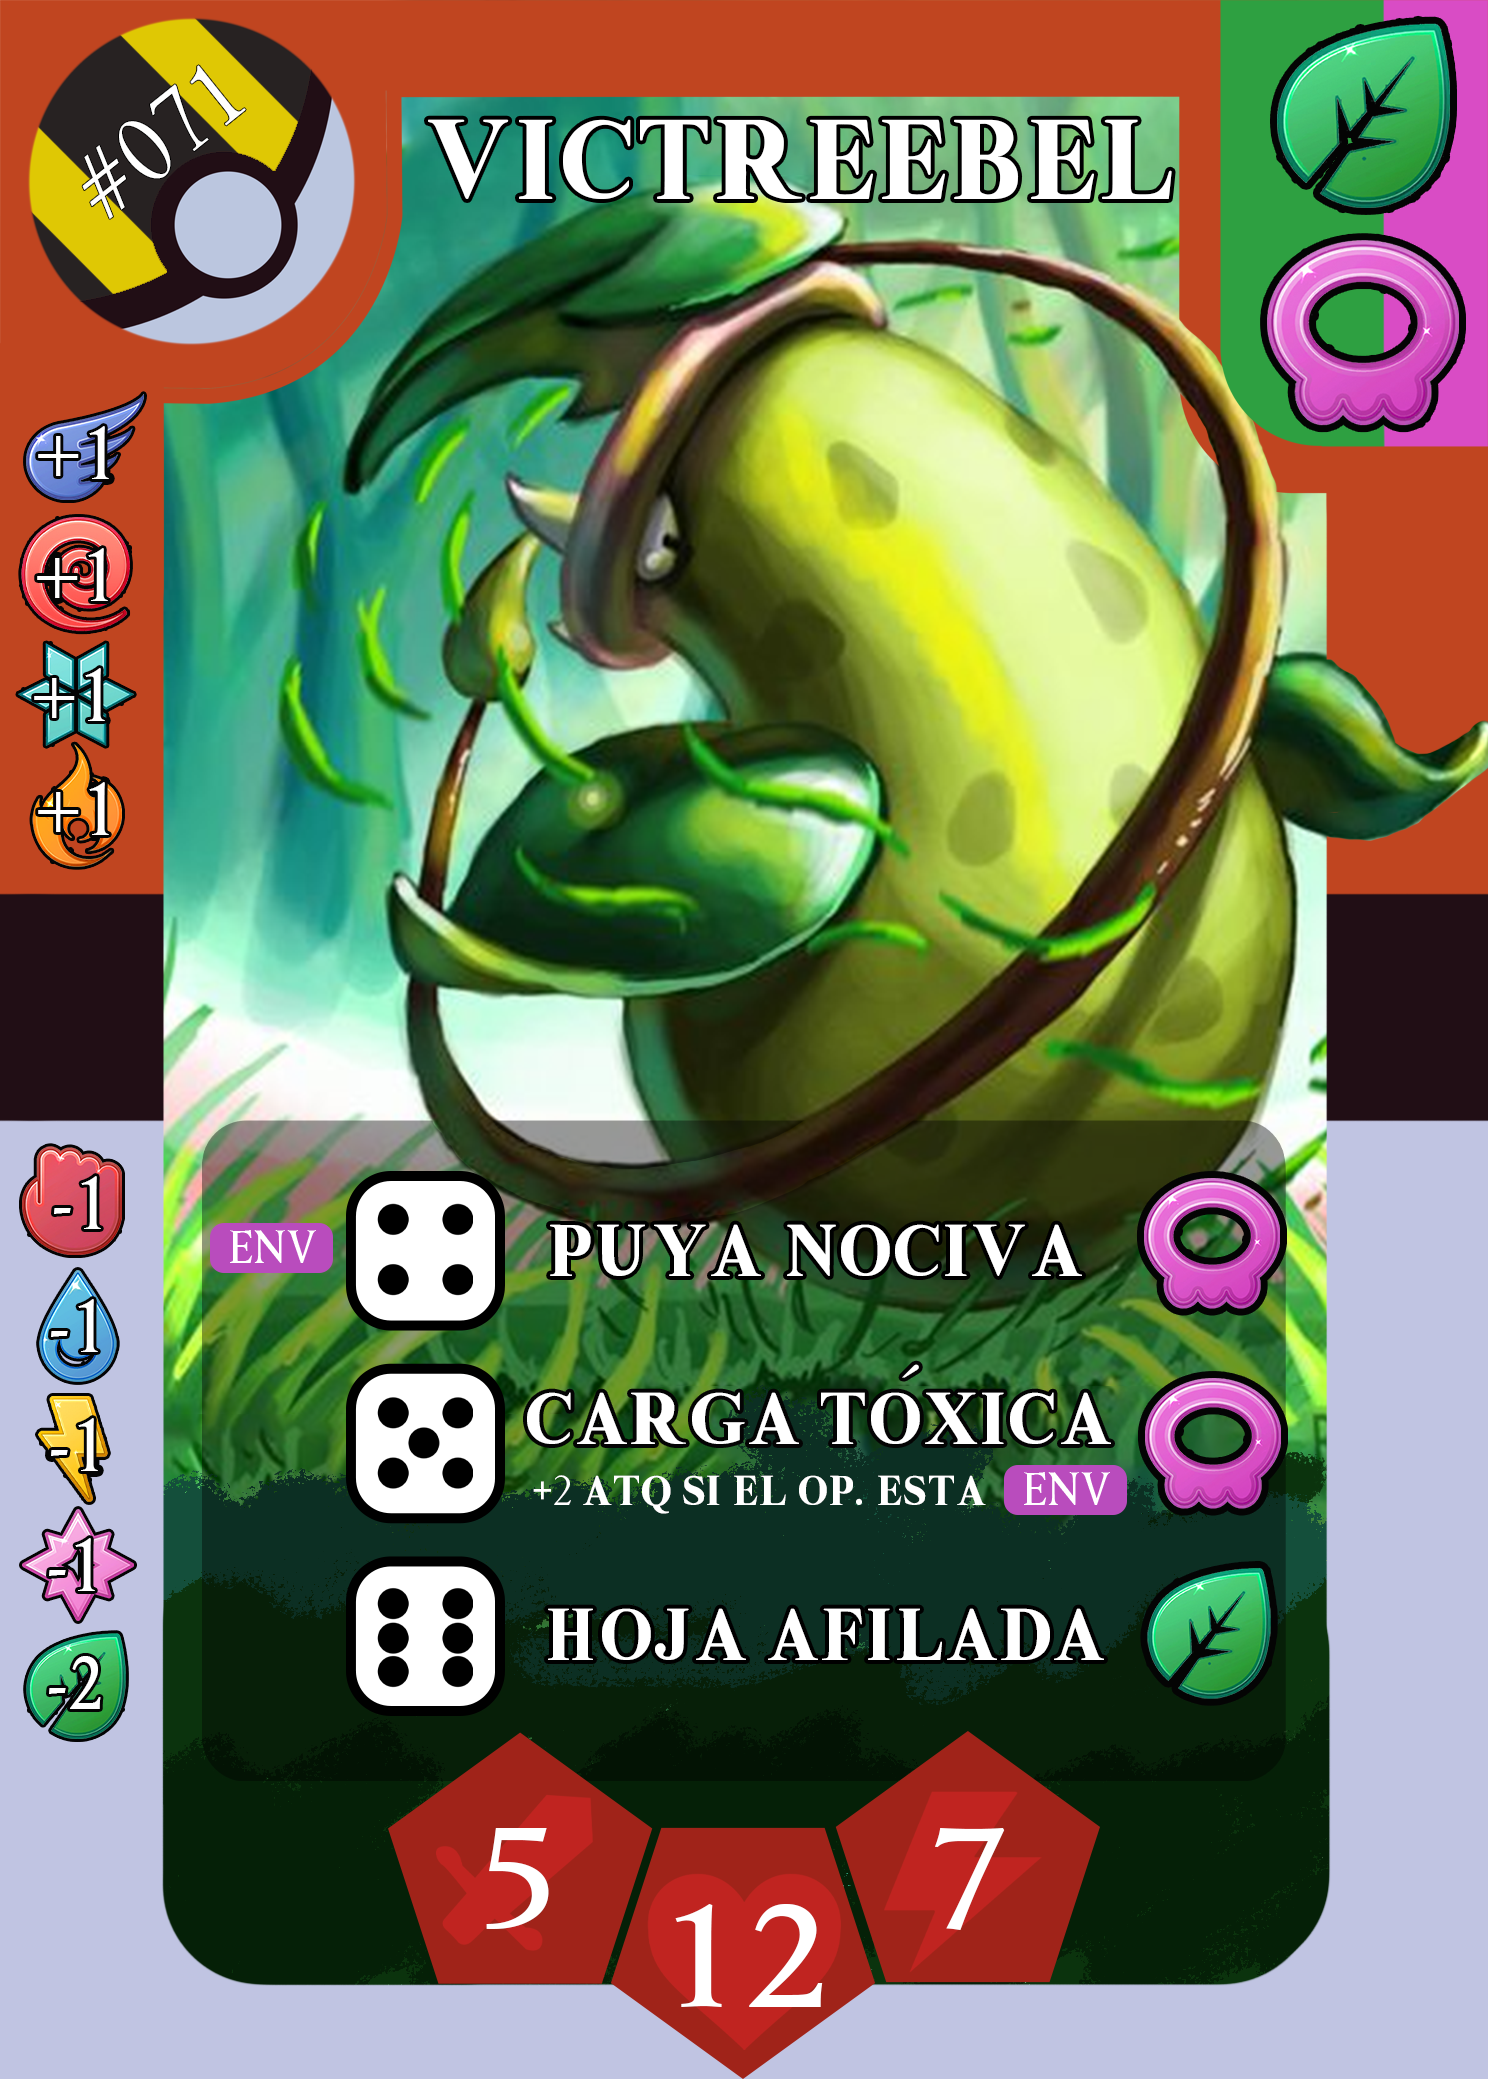 #071
VICTREEBEL
+1
+1
+1
+1
-1
-1
-1
-1
-2
ENV PUYA NOCIVA
CARGA TÓXICA
+2 ATQ SI EL OP. ESTA ENV
HOJA AFILADA
5
12
7